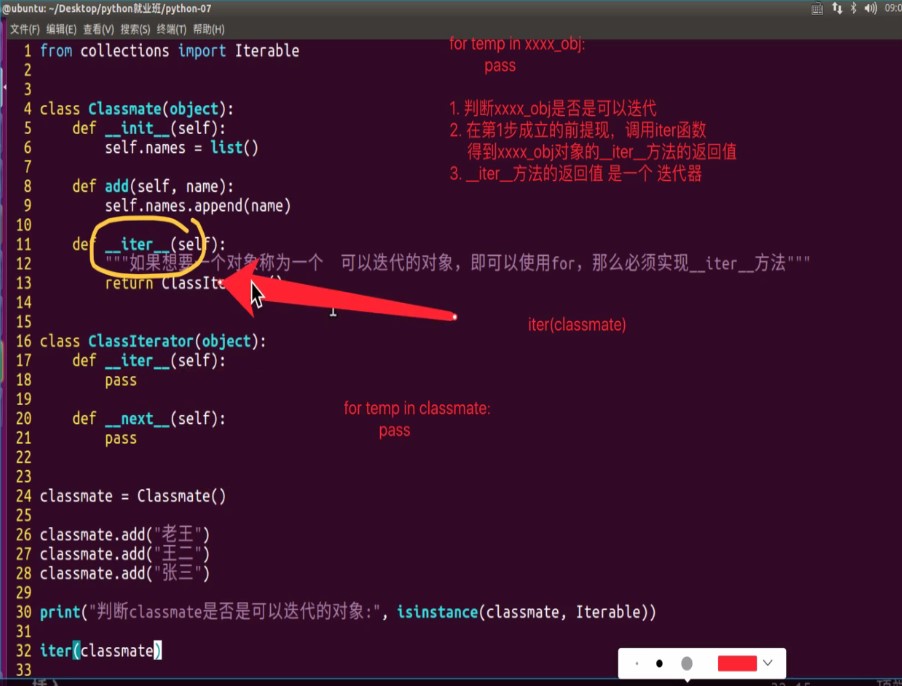 @ubuntu: ~/Desktop/python就业班/python-07
09:0
文件(F) 编辑(E) 查看(V) 搜索(S) 终端(T) 帮助(H)
1 from collections import Iterable
2
3
4 class Classmate(object):
5     def __init__(self):
6         self.names = list()
7
8     def add(self, name):
9         self.names.append(name)
10
11     def __iter__(self):
12         """如果想要一个对象称为一个 可以迭代的对象，即可以使用for，那么必须实现__iter__方法"""
13         return ClassIte
14
15
16 class ClassIterator(object):
17     def __iter__(self):
18         pass
19
20     def __next__(self):
21         pass
22
23
24 classmate = Classmate()
25
26 classmate.add("老王")
27 classmate.add("王二")
28 classmate.add("张三")
29
30 print("判断classmate是否是可以迭代的对象:", isinstance(classmate, Iterable))
31
32 iter(classmate)
33
for temp in xxxx_obj:
pass
1. 判断xxxx_obj是否是可以迭代
2. 在第1步成立的前提现，调用iter函数
得到xxxx_obj对象的__iter__方法的返回值
3. __iter__方法的返回值 是一个 迭代器
iter(classmate)
for temp in classmate:
pass